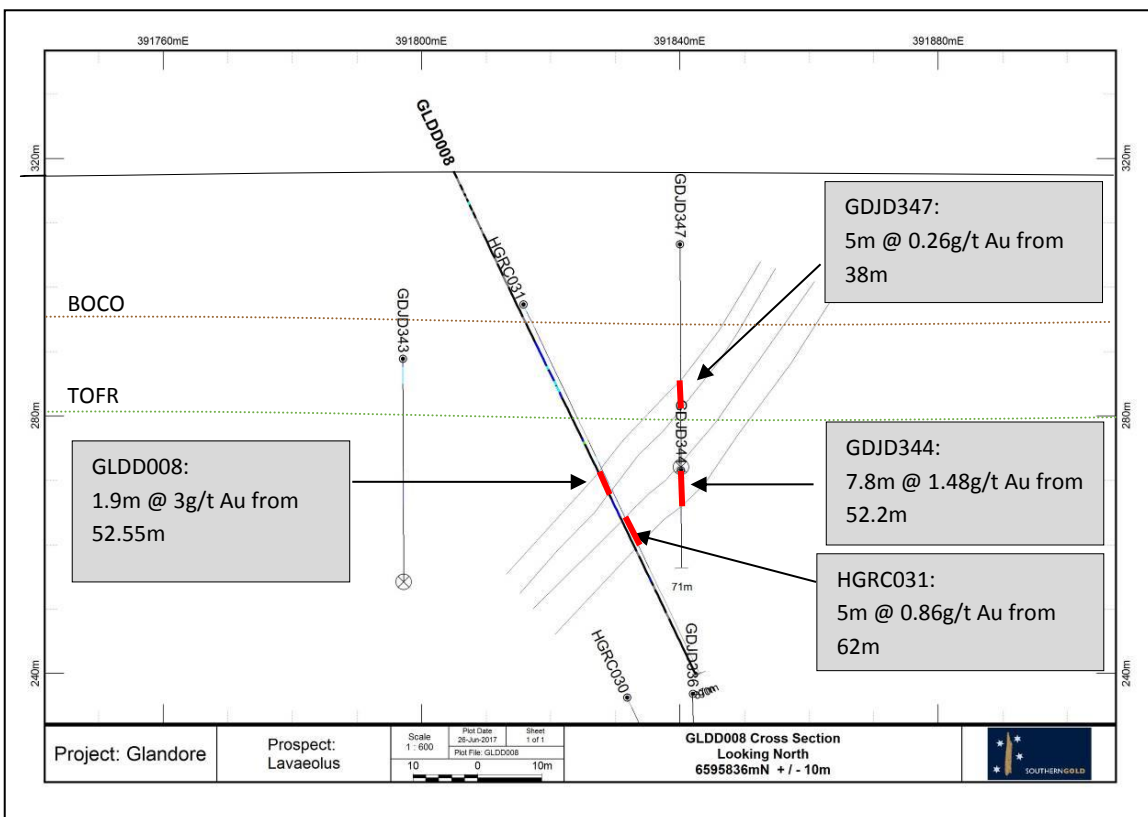 391760mE
391800mE
391840mE
391880mE
320m
320m
GLDD008
GDJD347
GDJD347:
5m @ 0.26g/t Au from
38m
HGRC031
BOCO
GDJD343
TOFR
280m
280m
GDJD344
GLDD008:
1.9m @ 3g/t Au from
52.55m
GDJD344:
7.8m @ 1.48g/t Au from
52.2m
71m
HGRC031:
5m @ 0.86g/t Au from
62m
HGRC030
GDJD336
240m
240m
Project: Glandore
Prospect:
Lavaeolus
Scale
1 : 600
Plot Date
26-Jun-2017
Sheet
1 of 1
Plot File: GLDD008
10 0 10m
GLDD008 Cross Section
Looking North
6595836mN + / - 10m
SOUTHERNGOLD